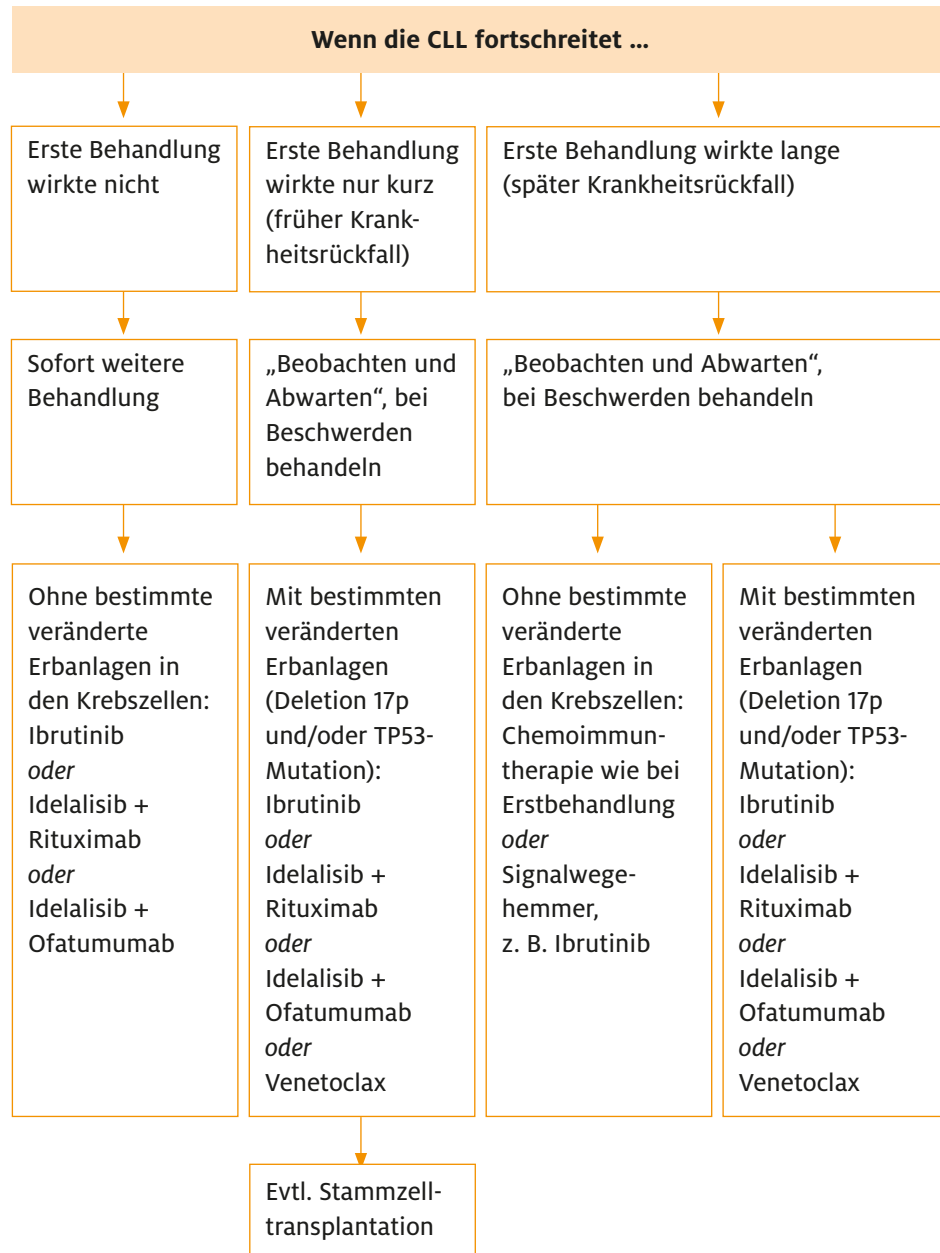 Wenn die CLL fortschreitet ...
Erste Behandlung
wirkte nicht
Erste Behandlung
wirkte nur kurz
(früher Krank-
heitsrückfall)
Erste Behandlung wirkte lange
(später Krankheitsrückfall)
Sofort weitere
Behandlung
„Beobachten und
Abwarten“, bei
Beschwerden
behandeln
„Beobachten und Abwarten“,
bei Beschwerden behandeln
Ohne bestimmte
veränderte
Erbanlagen in
den Krebszellen:
Ibrutinib
oder
Idelalisib +
Rituximab
oder
Idelalisib +
Ofatumumab
Mit bestimmten
veränderten
Erbanlagen
(Deletion 17p
und/oder TP53-
Mutation):
Ibrutinib
oder
Idelalisib +
Rituximab
oder
Idelalisib +
Ofatumumab
oder
Venetoclax
Ohne bestimmte
veränderte
Erbanlagen in
den Krebszellen:
Chemoimmun-
therapie wie bei
Erstbehandlung
oder
Signalwege-
hemmer,
z. B. Ibrutinib
Mit bestimmten
veränderten
Erbanlagen
(Deletion 17p
und/oder TP53-
Mutation):
Ibrutinib
oder
Idelalisib +
Rituximab
oder
Idelalisib +
Ofatumumab
oder
Venetoclax
Evtl. Stammzell-
transplantation